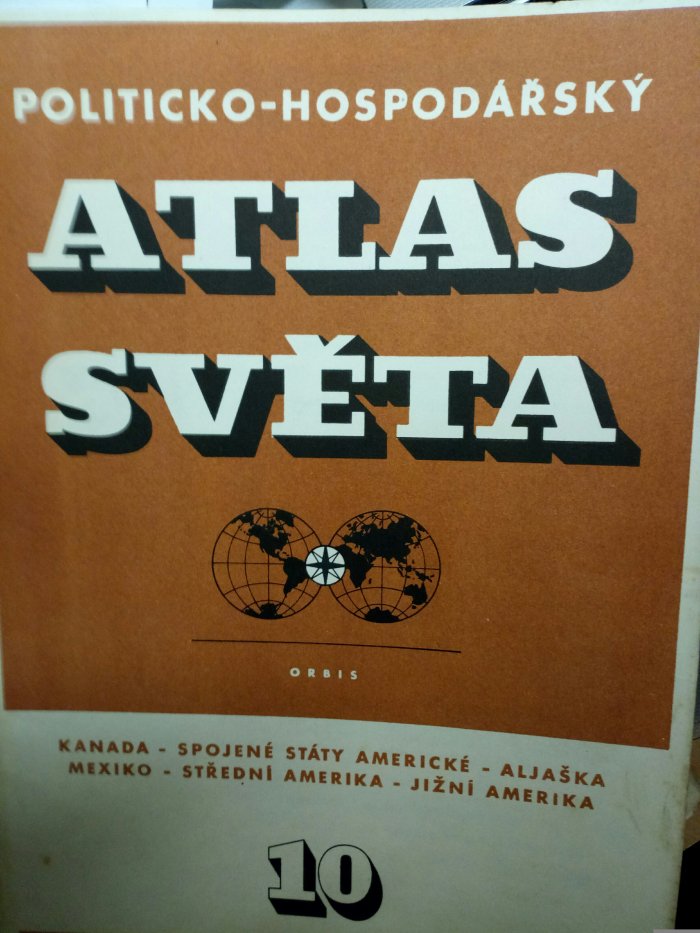 POLITICKO-HOSPODÁŘSKÝ
ATLAS
SVĚTA
ORBIS
KANADA - SPOJENÉ STÁTY AMERICKÉ - ALJAŠKA
MEXIKO - STŘEDNÍ AMERIKA - JIŽNÍ AMERIKA
10